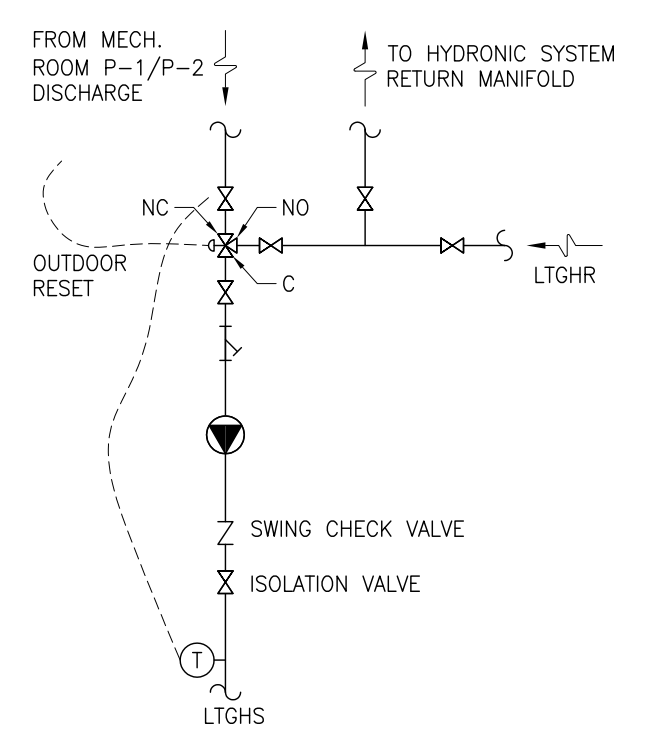 FROM MECH.
ROOM P-1/P-2
DISCHARGE
TO HYDRONIC SYSTEM
RETURN MANIFOLD
NC
NO
OUTDOOR
RESET
C
LTGHR
SWING CHECK VALVE
ISOLATION VALVE
T
LTGHS